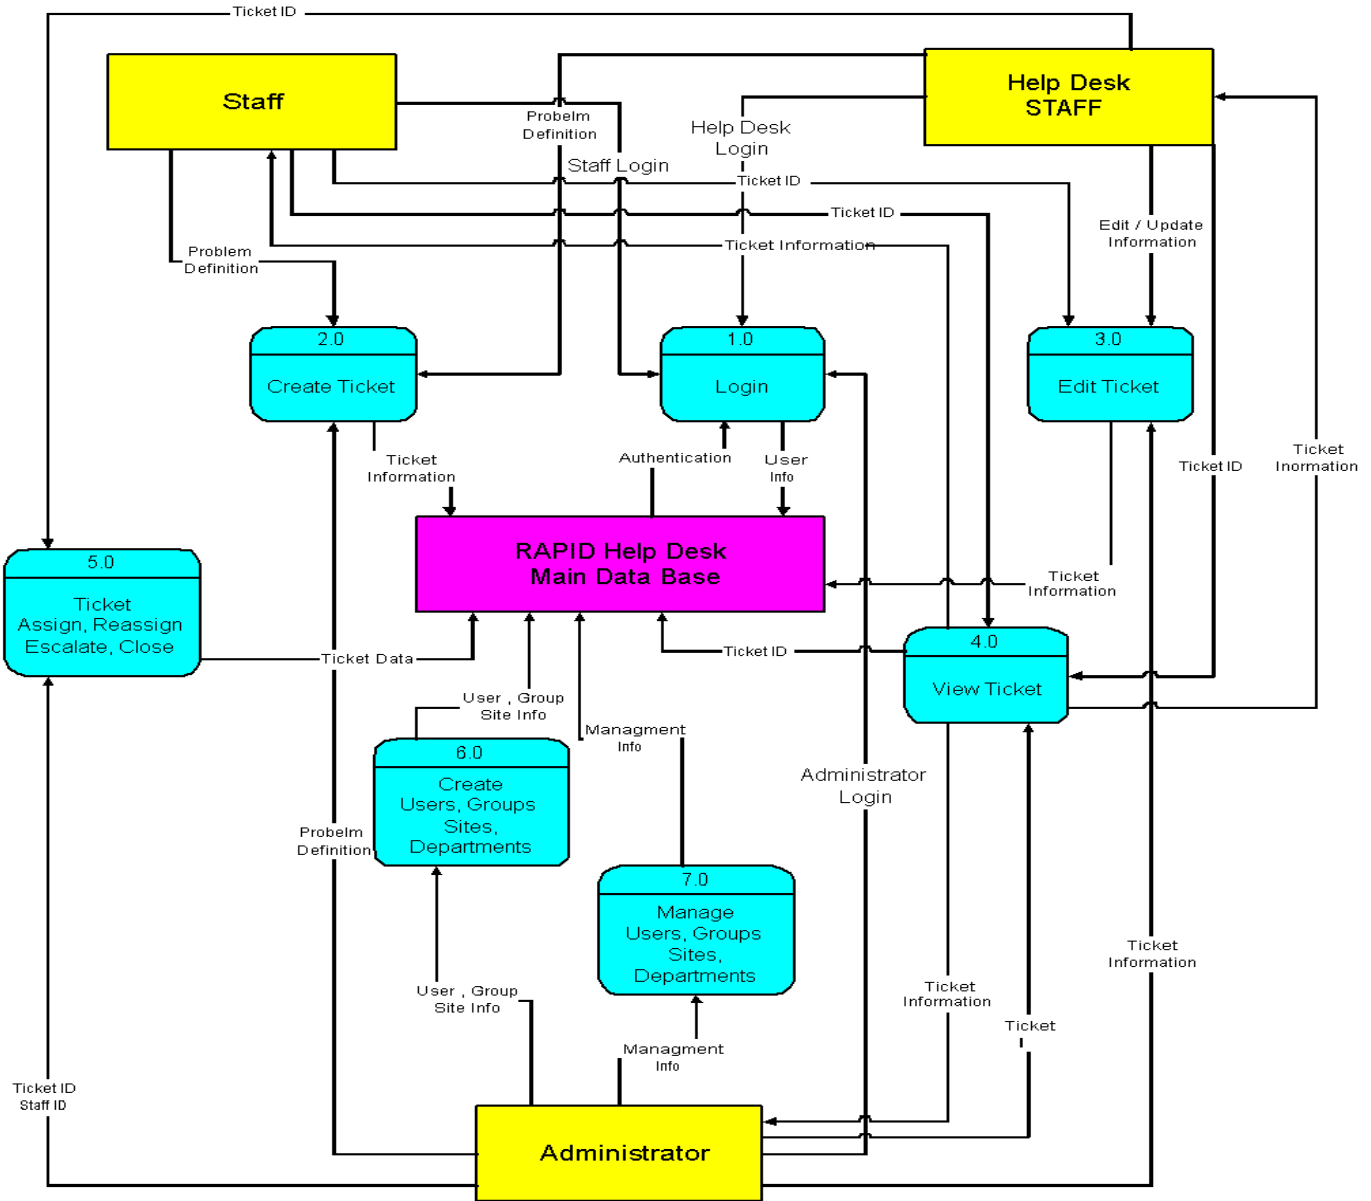 Ticket ID
Staff
Help Desk
STAFF
Probelm
Definition
Help Desk
Login
Staff Login
Ticket ID
Ticket ID
Edit / Update
Information
Ticket Information
Problem
Definition
2.0
Create Ticket
1.0
Login
3.0
Edit Ticket
Ticket
Information
Authentication
User
Info
Ticket ID
Ticket
Inormation
RAPID Help Desk
Main Data Base
5.0
Ticket
Assign, Reassign
Escalate, Close
Ticket
Information
Ticket Data
Ticket ID
4.0
View Ticket
User , Group
Site Info
Managment
Info
6.0
Create
Users, Groups
Sites,
Departments
Administrator
Login
Probelm
Definition
7.0
Manage
Users, Groups
Sites,
Departments
Ticket
Information
User , Group
Site Info
Ticket
Information
Ticket
I
Managment
Info
Ticket ID
Staff ID
Administrator